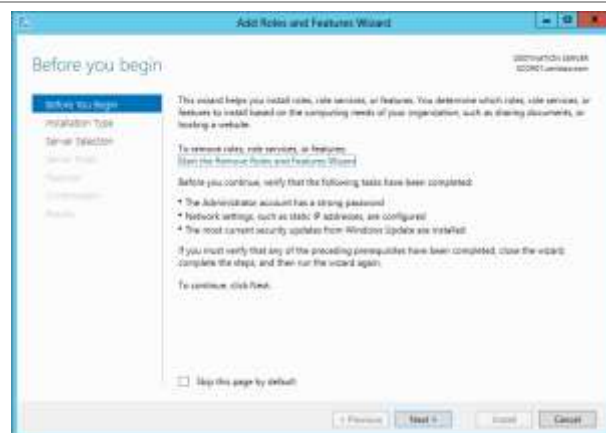 Add Roles and Features Wizard
Before you begin
DESTINATION SERVER
Before You Begin
Installation Type
Server Selection
Server Roles
Features
Confirmation
Results
This wizard helps you install roles, role services, or features. You determine which roles, role services, or
features to install based on the computing needs of your organization, such as sharing documents, or
hosting a website.
To remove roles, role services, or features:
Start the Remove Roles and Features Wizard
Before you continue, verify that the following tasks have been completed:
• The Administrator account has a strong password
• Network settings, such as static IP addresses, are configured
• The most current security updates from Windows Update are installed
If you must verify that any of the preceding prerequisites have been completed, close the wizard,
complete the steps, and then run the wizard again.
To continue, click Next.
Skip this page by default
< Previous
Next >
Install
Cancel